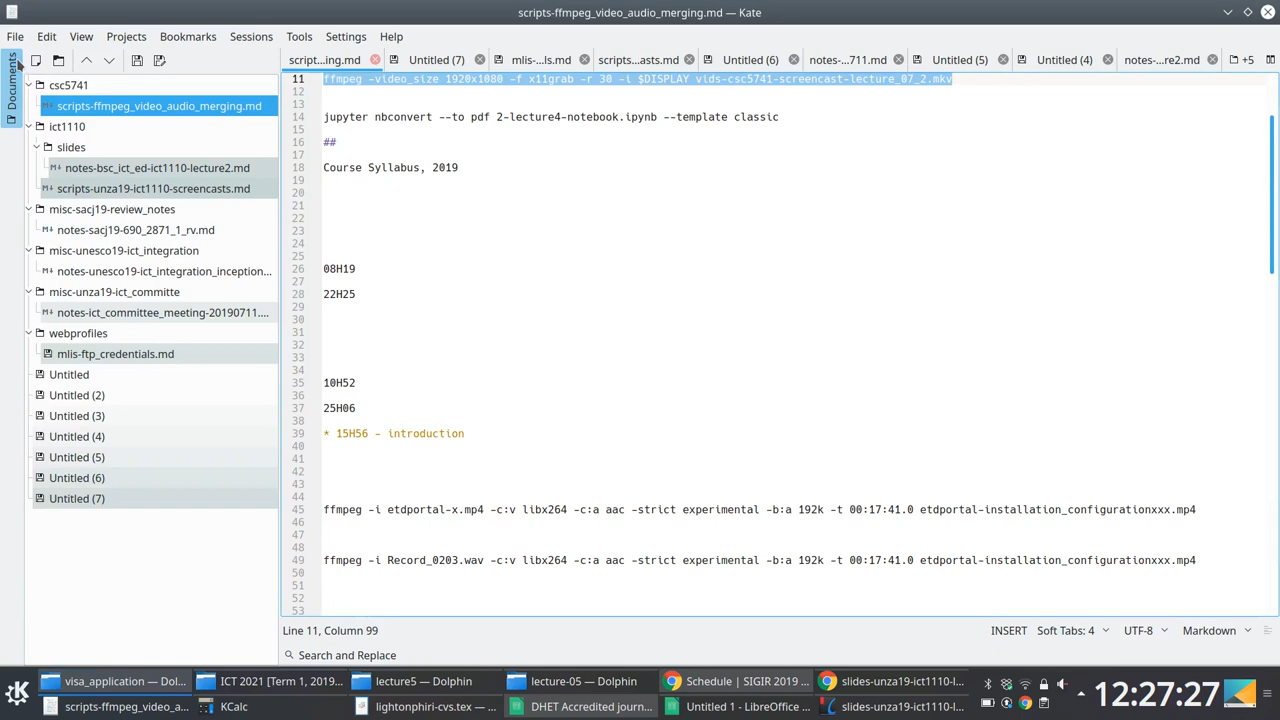 scripts-ffmpeg_video_audio_merging.md — Kate
File Edit View Projects Bookmarks Sessions Tools Settings Help
script...ing.md Untitled (7) mlis-...ls.md scripts...asts.md Untitled (6) notes-...711.md Untitled (5) Untitled (4) notes-...re2.md +5
Documents
csc5741
scripts-ffmpeg_video_audio_merging.md
ict1110
slides
notes-bsc_ict_ed-ict1110-lecture2.md
scripts-unza19-ict1110-screencasts.md
misc-sacj19-review_notes
notes-sacj19-690_2871_1_rv.md
misc-unesco19-ict_integration
notes-unesco19-ict_integration_inception...
misc-unza19-ict_committe
notes-ict_committee_meeting-20190711....
webprofiles
mlis-ftp_credentials.md
Untitled
Untitled (2)
Untitled (3)
Untitled (4)
Untitled (5)
Untitled (6)
Untitled (7)
11 ffmpeg -video_size 1920x1080 -f x11grab -r 30 -i $DISPLAY vlds-csc5741-screencast-lecture_07_2.mkv
12
13
14 jupyter nbconvert --to pdf 2-lecture4-notebook.ipynb --template classic
15
16 ##
17
18 Course Syllabus, 2019
19
20
21
22
23
24
25
26 08H19
27
28 22H25
29
30
31
32
33
34
35 10H52
36
37 25H06
38
39 * 15H56 - introduction
40
41
42
43
44
45 ffmpeg -i etdportal-x.mp4 -c:v libx264 -c:a aac -strict experimental -b:a 192k -t 00:17:41.0 etdportal-installation_configurationxxx.mp4
46
47
48
49 ffmpeg -i Record_0203.wav -c:v libx264 -c:a aac -strict experimental -b:a 192k -t 00:17:41.0 etdportal-installation_configurationxxx.mp4
50
51
52
53
Line 11, Column 99 INSERT Soft Tabs: 4 UTF-8 Markdown
Search and Replace
visa_application — Dol... ICT 2021 [Term 1, 2019... lecture5 — Dolphin lecture-05 — Dolphin Schedule | SIGIR 2019 ... slides-unza19-ict1110-l...
scripts-ffmpeg_video_a... KCalc lightonphiri-cvs.tex — ... DHET Accredited journ... Untitled 1 - LibreOffice ... slides-unza19-ict1110-l...
12:27:27